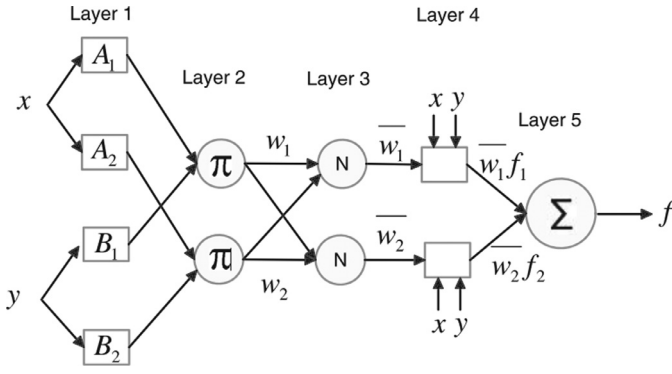 Layer 1
Layer 4
Layer 2
Layer 3
Layer 5
x
y
A₁
A₂
B₁
B₂
π
π
w₁
w₂
N
N
w̅₁
w̅₂
x y
x y
w̅₁f₁
w̅₂f₂
Σ
f